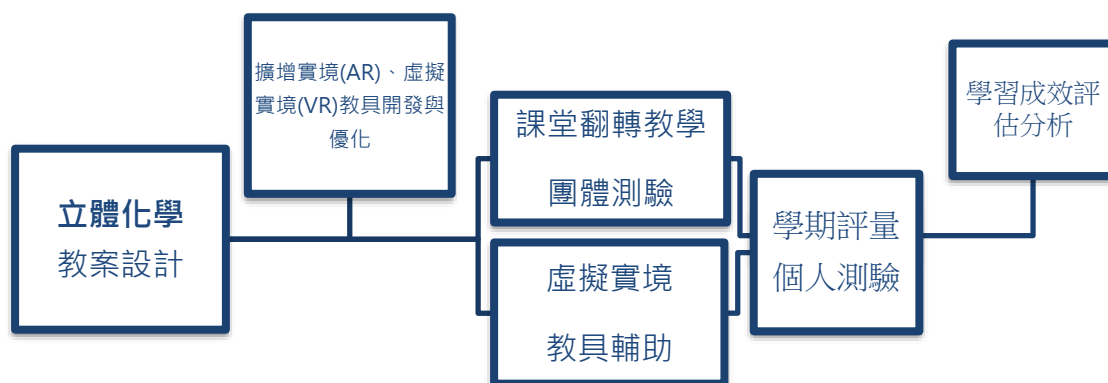 立體化學
教案設計
擴增實境(AR)、虛擬
實境(VR)教具開發與
優化
課堂翻轉教學
團體測驗
虛擬實境
教具輔助
學期評量
個人測驗
學習成效評
估分析